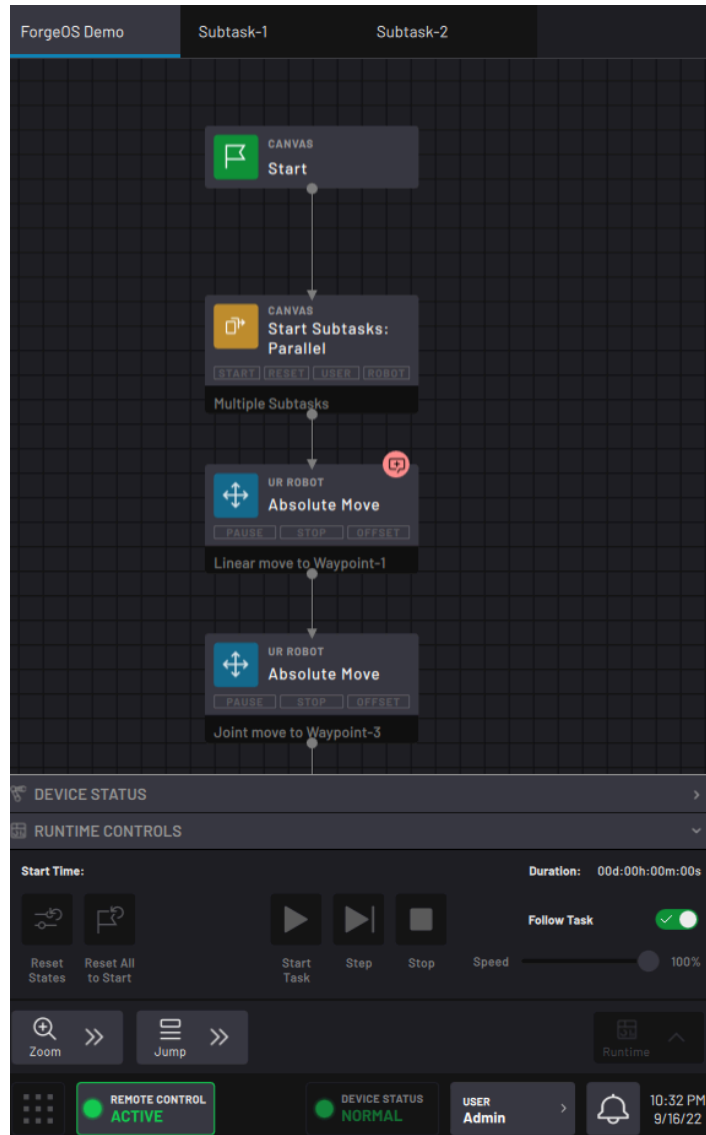 ForgeOS Demo Subtask-1 Subtask-2
CANVAS
Start
CANVAS
Start Subtasks:
Parallel
START RESET USER ROBOT
Multiple Subtasks
UR ROBOT
Absolute Move
PAUSE STOP OFFSET
Linear move to Waypoint-1
UR ROBOT
Absolute Move
PAUSE STOP OFFSET
Joint move to Waypoint-3
DEVICE STATUS
RUNTIME CONTROLS
Start Time: Duration: 00d:00h:00m:00s
Follow Task
Reset
States
Reset All
to Start
Start
Task
Step
Stop
Speed 100%
Zoom
Jump
Runtime
REMOTE CONTROL
ACTIVE
DEVICE STATUS
NORMAL
USER
Admin
10:32 PM
9/16/22